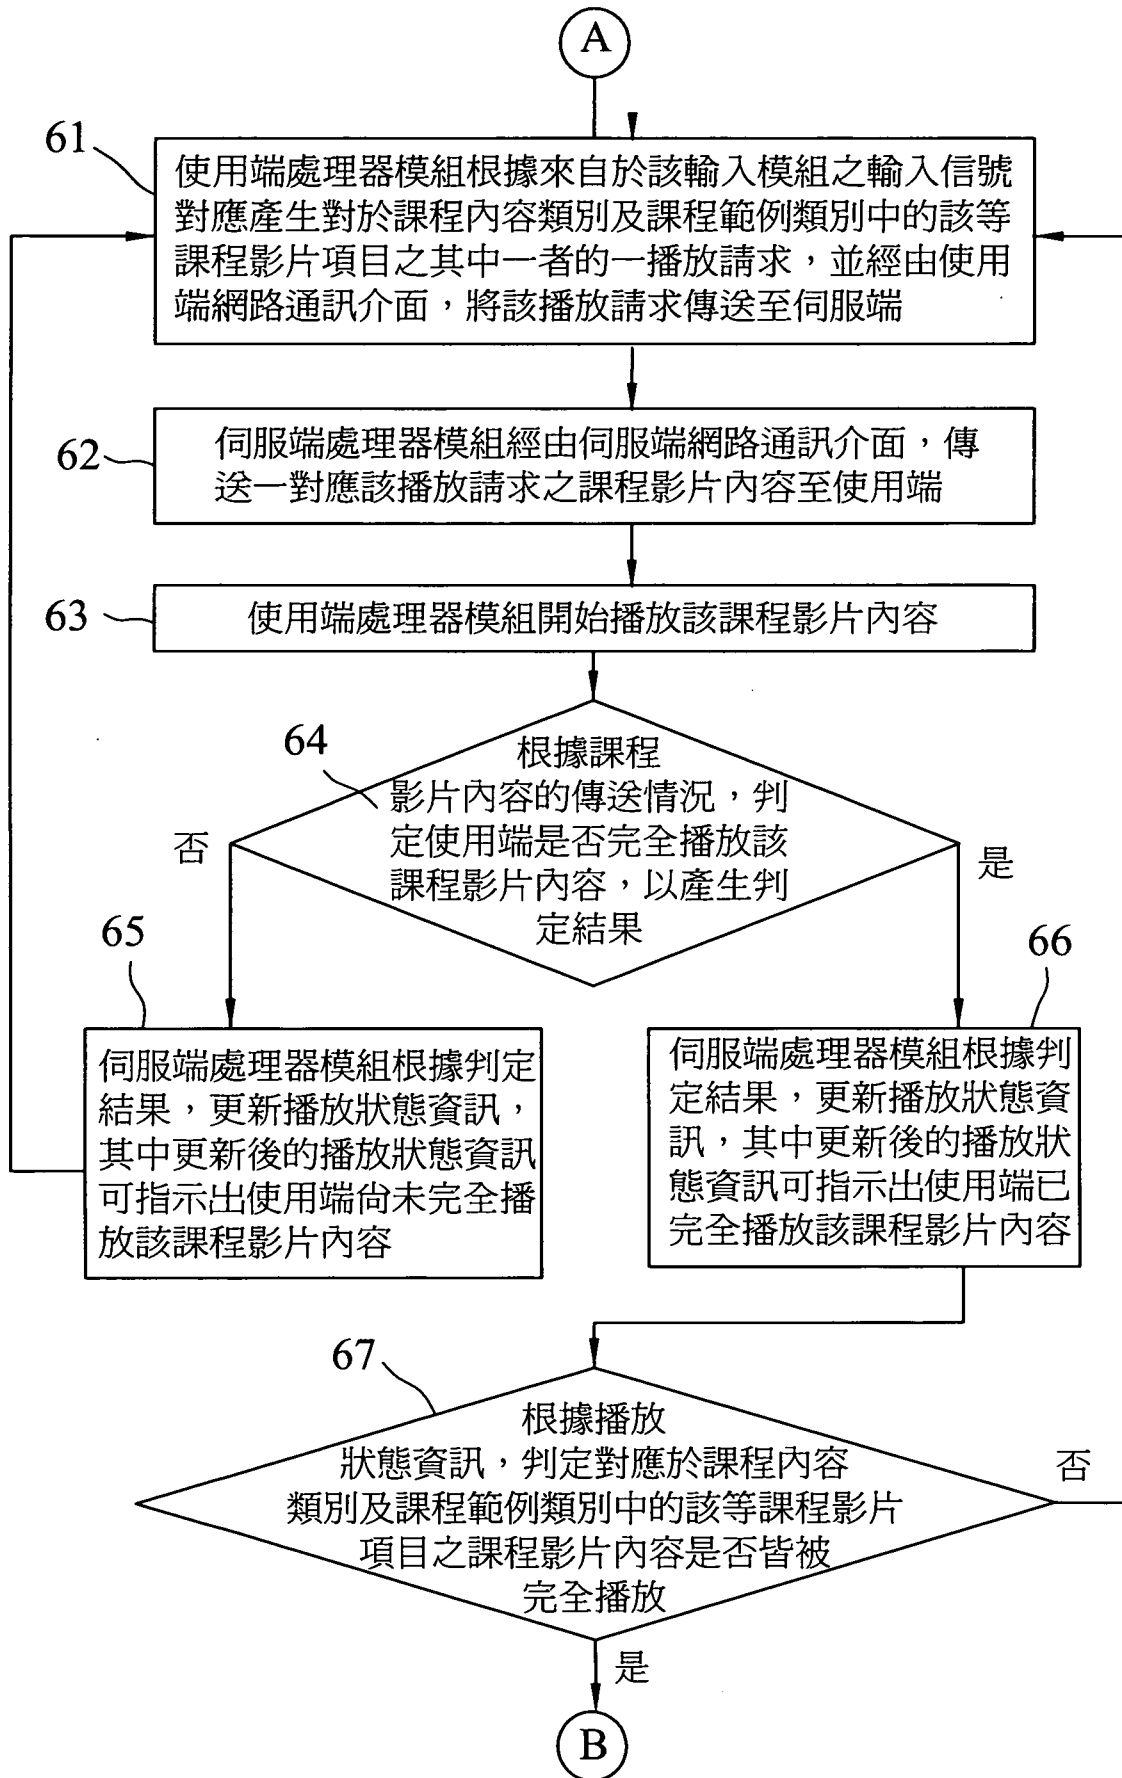 A
61
使用端處理器模組根據來自於該輸入模組之輸入信號
對應產生對於課程內容類別及課程範例類別中的該等
課程影片項目之其中一者的一播放請求，並經由使用
端網路通訊介面，將該播放請求傳送至伺服端
62
伺服端處理器模組經由伺服端網路通訊介面，傳
送一對應該播放請求之課程影片內容至使用端
63
使用端處理器模組開始播放該課程影片內容
64
根據課程
影片內容的傳送情況，判
定使用端是否完全播放該
課程影片內容，以產生判
定結果
否
是
65
伺服端處理器模組根據判定
結果，更新播放狀態資訊，
其中更新後的播放狀態資訊
可指示出使用端尚未完全播
放該課程影片內容
66
伺服端處理器模組根據判
定結果，更新播放狀態資
訊，其中更新後的播放狀
態資訊可指示出使用端已
完全播放該課程影片內容
67
根據播放
狀態資訊，判定對應於課程內容
類別及課程範例類別中的該等課程影片
項目之課程影片內容是否皆被
完全播放
否
是
B